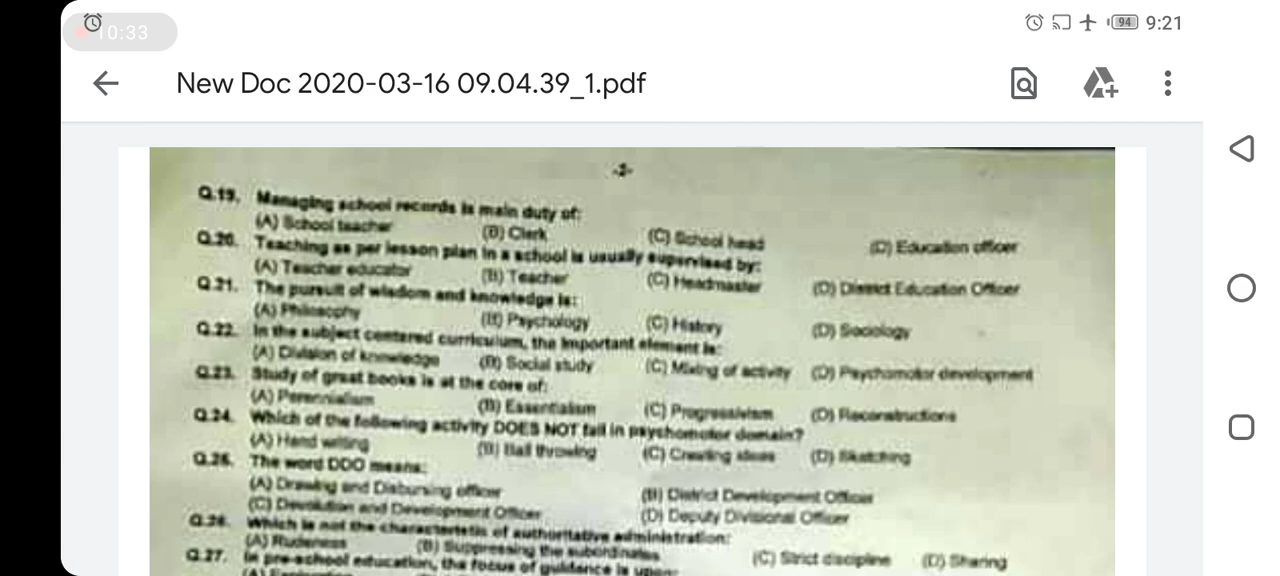 10:33
94 9:21
New Doc 2020-03-16 09.04.39_1.pdf
-2-
Q.19. Managing school records is main duty of:
(A) School teacher (B) Clerk (C) School head (D) Education officer
Q.20. Teaching as per lesson plan in a school is usually supervised by:
(A) Teacher educator (B) Teacher (C) Headmaster (D) District Education Officer
Q.21. The pursuit of wisdom and knowledge is:
(A) Philosophy (B) Psychology (C) History (D) Sociology
Q.22. In the subject centered curriculum, the important element is:
(A) Division of knowledge (B) Social study (C) Mixing of activity (D) Psychomotor development
Q.23. Study of great books is at the core of:
(A) Perennialism (B) Essentialism (C) Progressivism (D) Reconstructions
Q.24. Which of the following activity DOES NOT fall in psychomotor domain?
(A) Hand writing (B) Ball throwing (C) Creating ideas (D) Sketching
Q.25. The word DDO means:
(A) Drawing and Disbursing officer (B) District Development Officer
(C) Devolution and Development Officer (D) Deputy Divisional Officer
Q.26. Which is not the characteristic of authoritative administration:
(A) Rudeness (B) Suppressing the subordinates (C) Strict discipline (D) Sharing
Q.27. In pre-school education, the focus of guidance is upon: